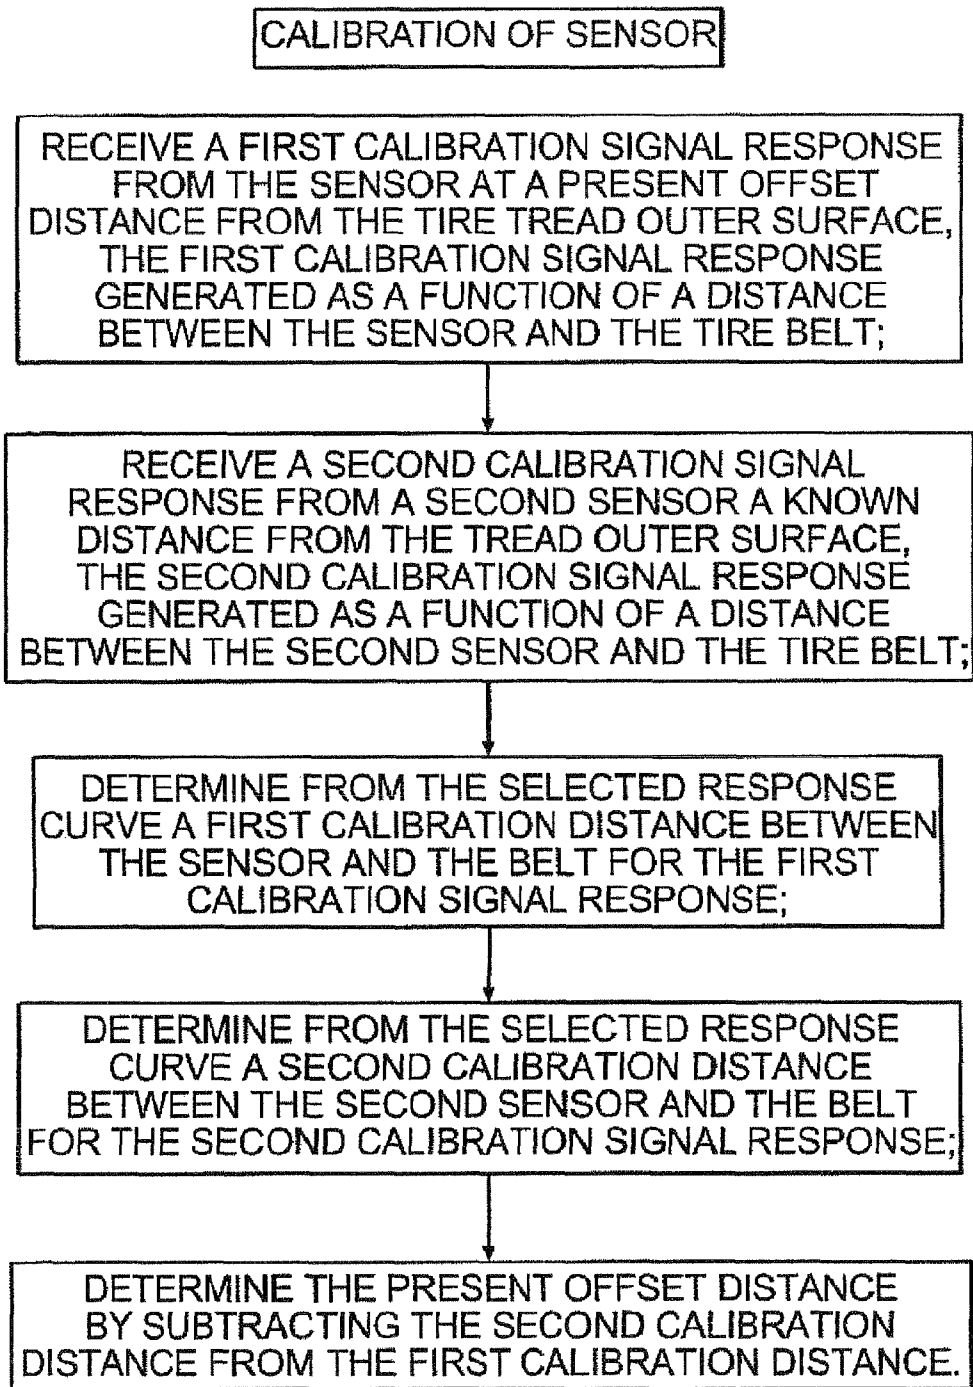 CALIBRATION OF SENSOR
RECEIVE A FIRST CALIBRATION SIGNAL RESPONSE
FROM THE SENSOR AT A PRESENT OFFSET
DISTANCE FROM THE TIRE TREAD OUTER SURFACE,
THE FIRST CALIBRATION SIGNAL RESPONSE
GENERATED AS A FUNCTION OF A DISTANCE
BETWEEN THE SENSOR AND THE TIRE BELT;
RECEIVE A SECOND CALIBRATION SIGNAL
RESPONSE FROM A SECOND SENSOR A KNOWN
DISTANCE FROM THE TREAD OUTER SURFACE,
THE SECOND CALIBRATION SIGNAL RESPONSE
GENERATED AS A FUNCTION OF A DISTANCE
BETWEEN THE SECOND SENSOR AND THE TIRE BELT;
DETERMINE FROM THE SELECTED RESPONSE
CURVE A FIRST CALIBRATION DISTANCE BETWEEN
THE SENSOR AND THE BELT FOR THE FIRST
CALIBRATION SIGNAL RESPONSE;
DETERMINE FROM THE SELECTED RESPONSE
CURVE A SECOND CALIBRATION DISTANCE
BETWEEN THE SECOND SENSOR AND THE BELT
FOR THE SECOND CALIBRATION SIGNAL RESPONSE;
DETERMINE THE PRESENT OFFSET DISTANCE
BY SUBTRACTING THE SECOND CALIBRATION
DISTANCE FROM THE FIRST CALIBRATION DISTANCE.